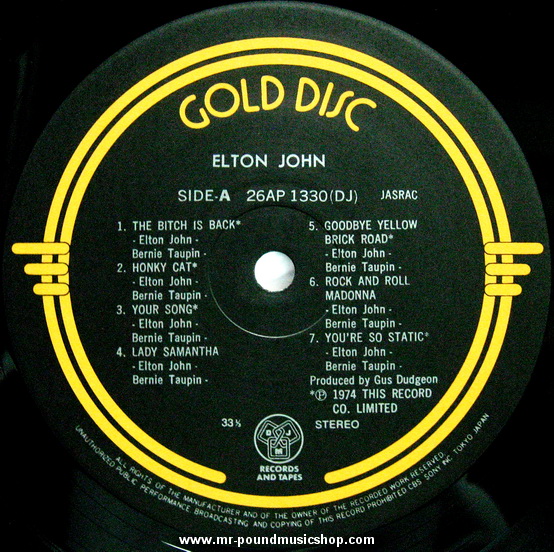 GOLD DISC
ELTON JOHN
SIDE-A 26AP 1330(DJ) JASRAC
1. THE BITCH IS BACK*
- Elton John -
Bernie Taupin -
2. HONKY CAT*
- Elton John -
Bernie Taupin -
3. YOUR SONG*
- Elton John -
Bernie Taupin -
4. LADY SAMANTHA
- Elton John -
Bernie Taupin -
5. GOODBYE YELLOW
BRICK ROAD*
- Elton John -
Bernie Taupin -
6. ROCK AND ROLL
MADONNA
- Elton John -
Bernie Taupin -
7. YOU'RE SO STATIC*
- Elton John -
Bernie Taupin -
Produced by Gus Dudgeon
*Ⓟ 1974 THIS RECORD
CO. LIMITED
33⅓
STEREO
DJM
RECORDS
AND TAPES
ALL RIGHTS OF THE MANUFACTURER AND OF THE OWNER OF THE RECORDED WORK RESERVED.
UNAUTHORIZED PUBLIC PERFORMANCE, BROADCASTING AND COPYING OF THIS RECORD PROHIBITED CBS SONY INC. TOKYO JAPAN
www.mr-poundmusicshop.com